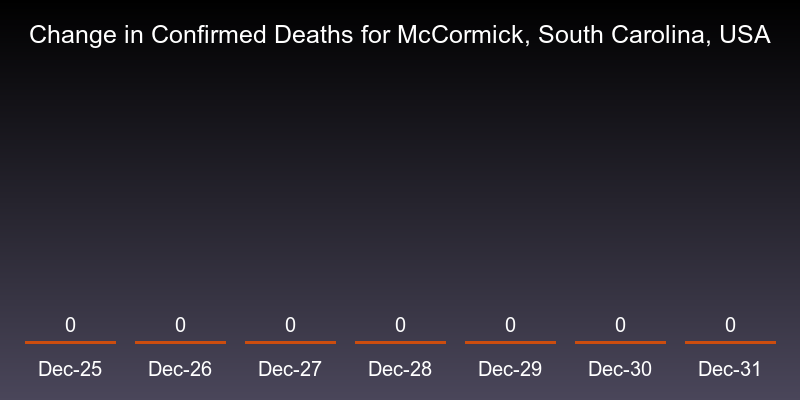 Change in Confirmed Deaths for McCormick, South Carolina, USA
0 0 0 0 0 0 0
Dec-25 Dec-26 Dec-27 Dec-28 Dec-29 Dec-30 Dec-31